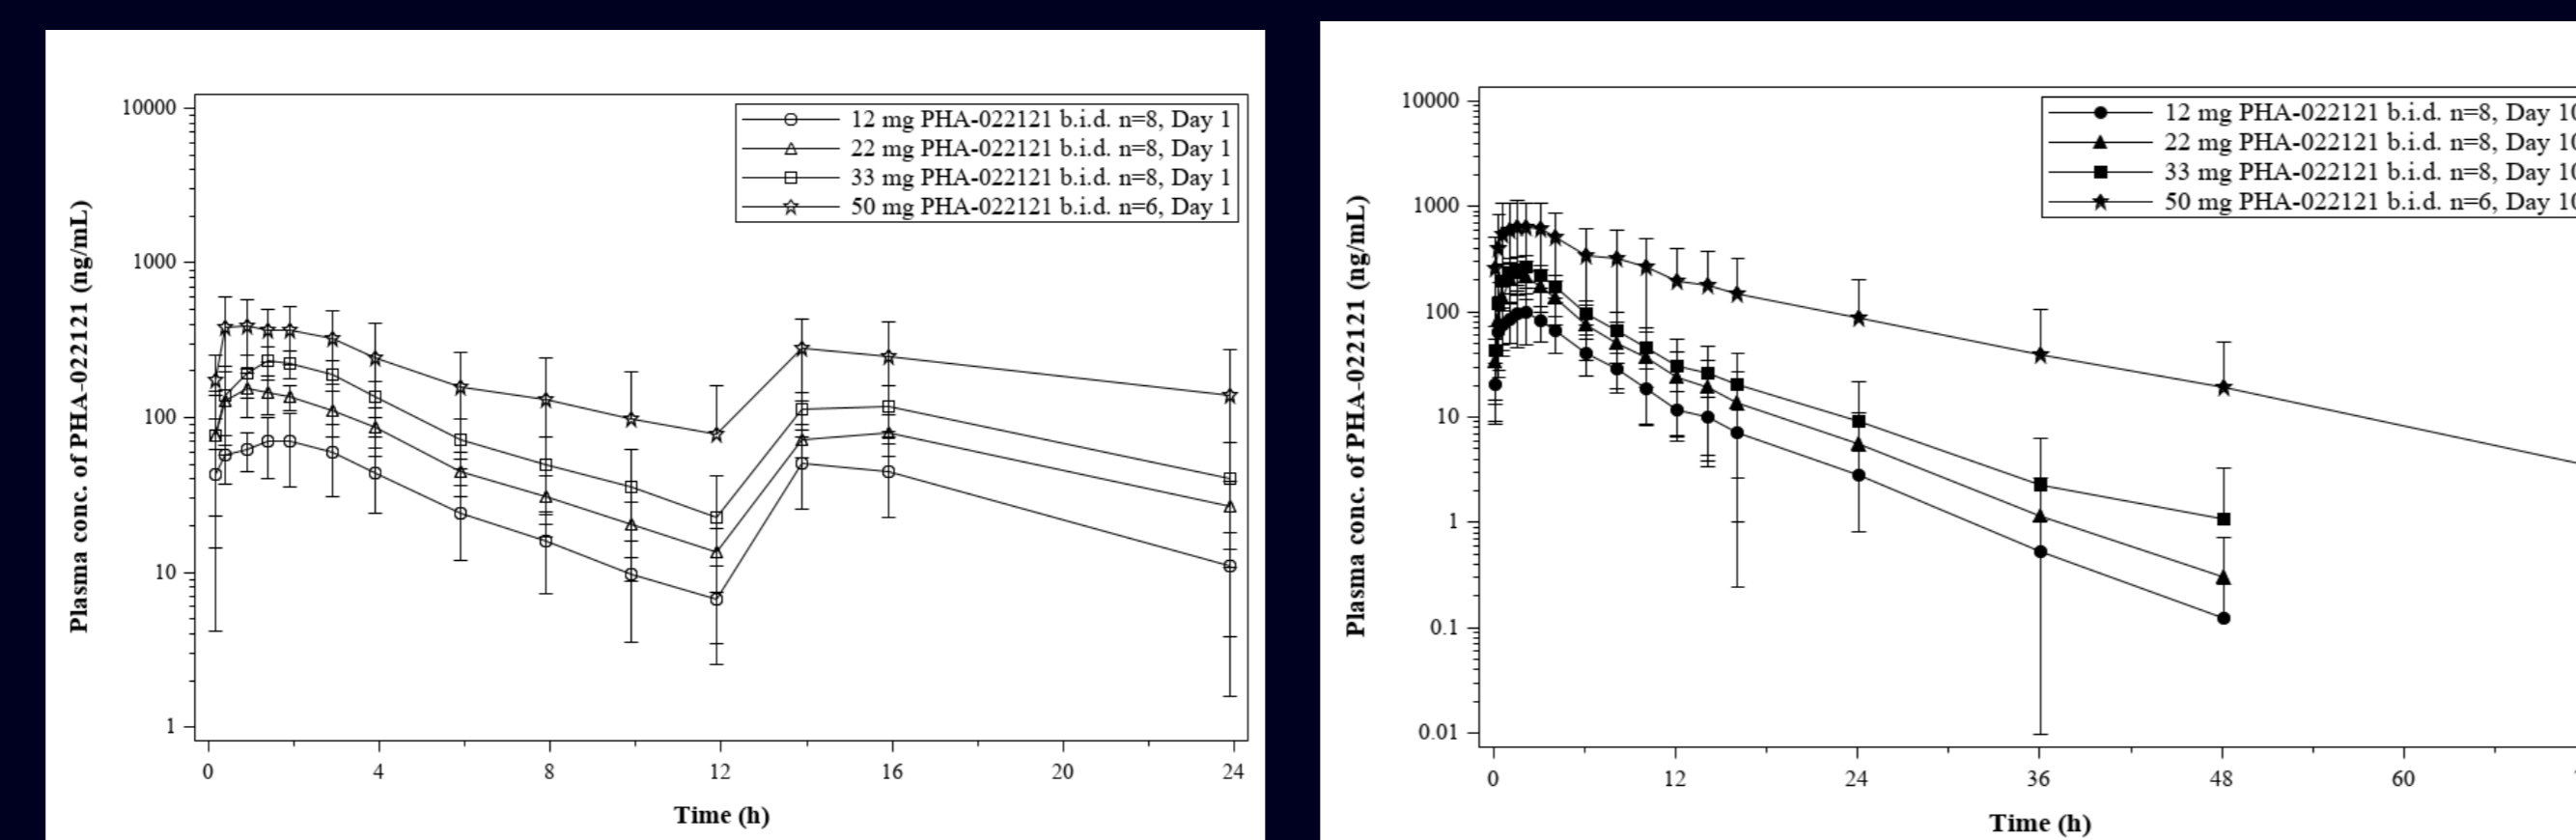 10000
1000
100
10
1
Plasma conc. of PHA-022121 (ng/mL)
12 mg PHA-022121 b.i.d. n=8, Day 1
22 mg PHA-022121 b.i.d. n=8, Day 1
33 mg PHA-022121 b.i.d. n=8, Day 1
50 mg PHA-022121 b.i.d. n=6, Day 1
0 4 8 12 16 20 24
Time (h)
10000
1000
100
10
1
0.1
0.01
Plasma conc. of PHA-022121 (ng/mL)
12 mg PHA-022121 b.i.d. n=8, Day 10
22 mg PHA-022121 b.i.d. n=8, Day 10
33 mg PHA-022121 b.i.d. n=8, Day 10
50 mg PHA-022121 b.i.d. n=6, Day 10
0 12 24 36 48 60
Time (h)